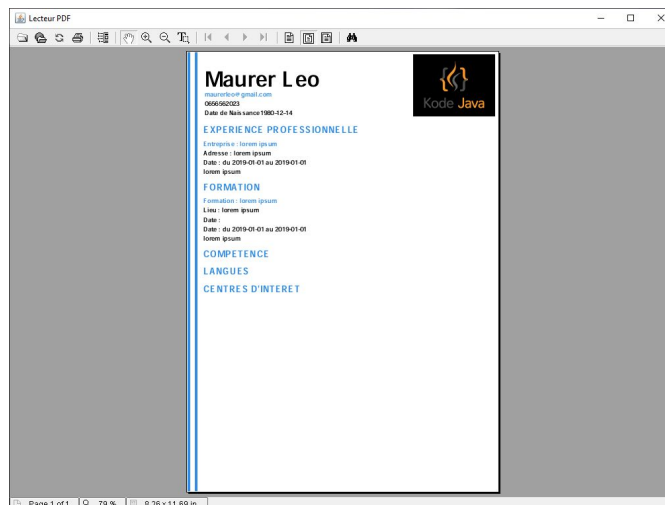 Lecteur PDF
Maurer Leo
maurerleo@gmail.com
0656562023
Date de Naissance1980-12-14
Kode Java
EXPERIENCE PROFESSIONNELLE
Entreprise : lorem ipsum
Adresse : lorem ipsum
Date : du 2019-01-01 au 2019-01-01
lorem ipsum
FORMATION
Formation : lorem ipsum
Lieu : lorem ipsum
Date :
Date : du 2019-01-01 au 2019-01-01
lorem ipsum
COMPETENCE
LANGUES
CENTRES D'INTERET
Page 1 of 1 79 % 8,26 x 11,69 in